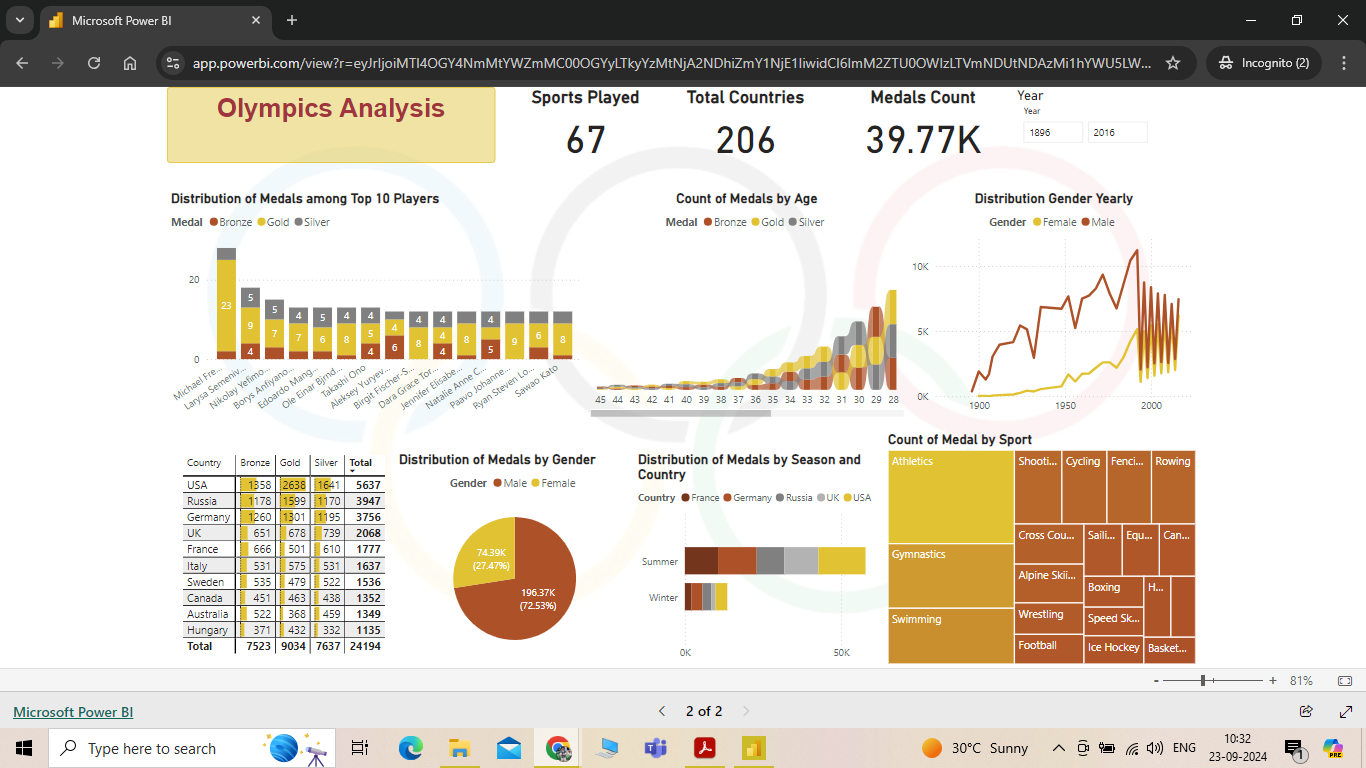 Microsoft Power BI
app.powerbi.com/view?r=eyJrIjoiMTI4OGY4NmMtYWZmMC00OGYyLTkyYzMtNjA2NDhiZmY1NjE1IiwidCI6ImM2ZTU0OWIzLTVmNDUtNDAzMi1hYWU5LW...
Incognito (2)
Olympics Analysis
Sports Played
67
Total Countries
206
Medals Count
39.77K
Year
Year
1896 2016
Distribution of Medals among Top 10 Players
Medal Bronze Gold Silver
20
0
23
5 9 4
5 7
4 7
5 6
4 8
4 5 4
4 6
4 8
4 4 4
8
4 5
9
6
8
Michael Fre...
Larysa Semeniv...
Nikolay Yefimo...
Borys Anfiyano...
Edoardo Mang...
Ole Einar Bjrnd...
Takashi Ono
Aleksey Yuryev...
Birgit Fischer-S...
Dara Grace Tor...
Jennifer Elisabe...
Natalie Anne C...
Paavo Johanne...
Ryan Steven Lo...
Sawao Kato
Count of Medals by Age
Medal Bronze Gold Silver
45 44 43 42 41 40 39 38 37 36 35 34 33 32 31 30 29 28
Distribution Gender Yearly
Gender Female Male
10K
5K
0K
1900 1950 2000
Country Bronze Gold Silver Total
USA 1358 2638 1641 5637
Russia 1178 1599 1170 3947
Germany 1260 1301 1195 3756
UK 651 678 739 2068
France 666 501 610 1777
Italy 531 575 531 1637
Sweden 535 479 522 1536
Canada 451 463 438 1352
Australia 522 368 459 1349
Hungary 371 432 332 1135
Total 7523 9034 7637 24194
Distribution of Medals by Gender
Gender Male Female
74.39K
(27.47%)
196.37K
(72.53%)
Distribution of Medals by Season and
Country
Country France Germany Russia UK USA
Summer
Winter
0K 50K
Count of Medal by Sport
Athletics
Gymnastics
Swimming
Shooti...
Cycling
Fenci...
Rowing
Cross Cou...
Alpine Skii...
Wrestling
Football
Saili...
Equ...
Can...
Boxing
Speed Sk...
Ice Hockey
H...
Basket...
- + 81%
Microsoft Power BI
2 of 2
Type here to search
30°C Sunny
ENG
10:32
23-09-2024
1
PRE